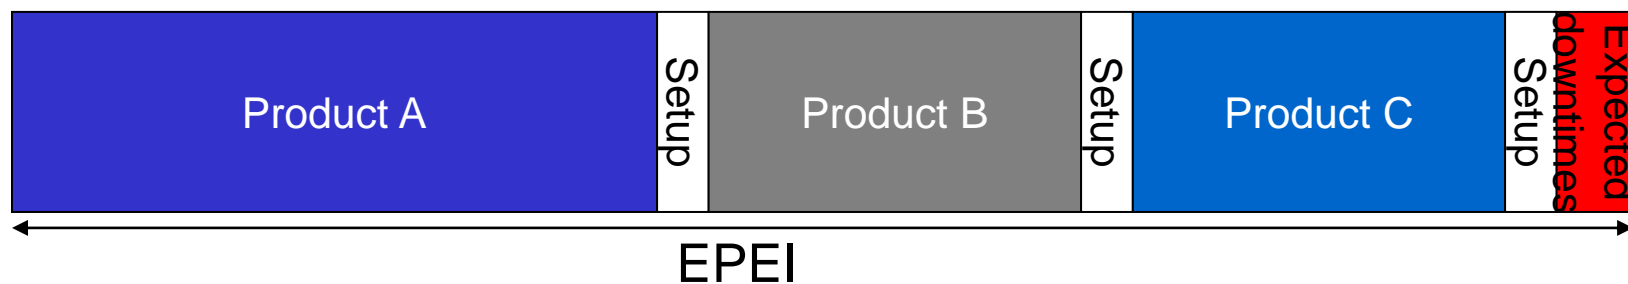 Product A
Setup
Product B
Setup
Product C
Setup
Expected
downtimes
EPEI